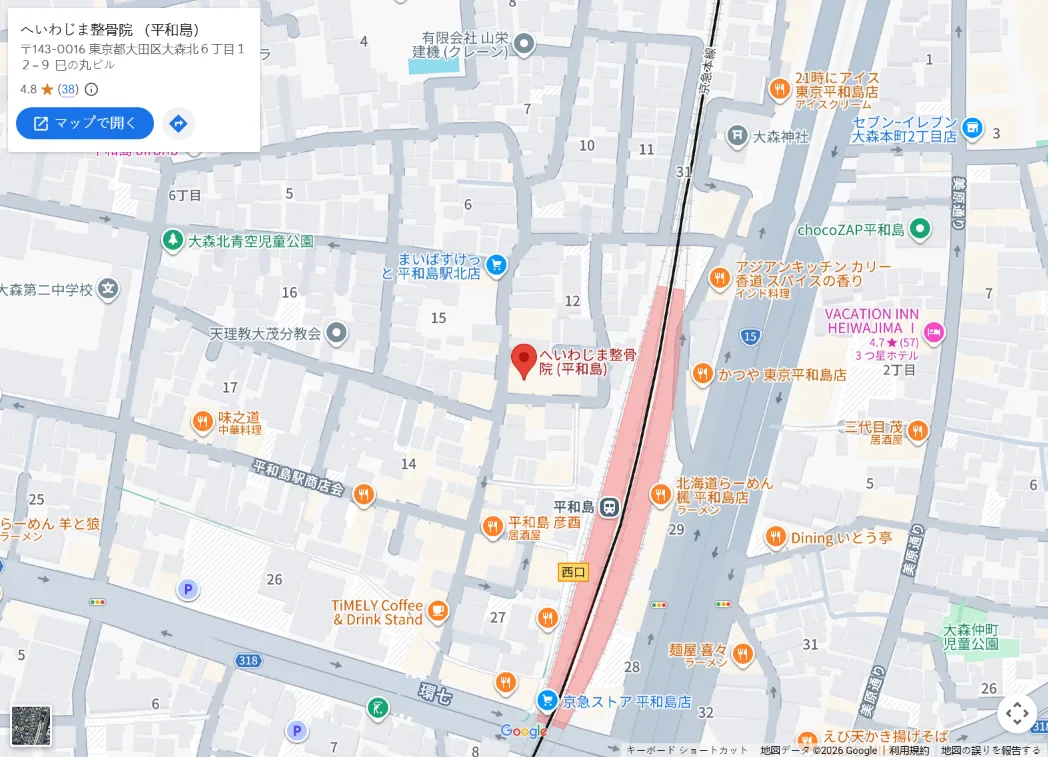 へいわじま整骨院 （平和島）
〒143-0016 東京都大田区大森北６丁目１
２−９ 巳の丸ビル
4.8 ★ (38)
マップで開く
4
有限会社 山栄
建機 (クレーン)
8
京急本線
1
21時にアイス
東京平和島店
アイスクリーム
7
セブン-イレブン
大森本町2丁目店
3
大森神社
10
11
31
6丁目
5
6
美原通り
大森北青空児童公園
chocoZAP平和島
まいばすけっ
と 平和島駅北店
アジアンキッチン カリー
香道 スパイスの香り
インド料理
大森第二中学校
16
12
7
15
天理教大茂分教会
VACATION INN
HEIWAJIMA Ⅰ
4.7★(57)
3 つ星ホテル
2丁目
15
へいわじま整骨
院 (平和島)
かつや 東京平和島店
17
味之道
中華料理
三代目 茂
居酒屋
14
平和島駅商店会
北海道らーめん
楓 平和島店
ラーメン
5
6
25
平和島
らーめん 羊と狼
ラーメン
平和島 彦酉
居酒屋
29
Dining いとう亭
美原通り
西口
26
P
TiMELY Coffee
& Drink Stand
27
大森仲町
児童公園
麺屋 喜々
ラーメン
31
5
318
28
環七
26
美原通り
6
京急ストア 平和島店
32
P
7
8
318
Google
えび天かき揚げそば
キーボード ショートカット
地図データ ©2026 Google
利用規約
地図の誤りを報告する